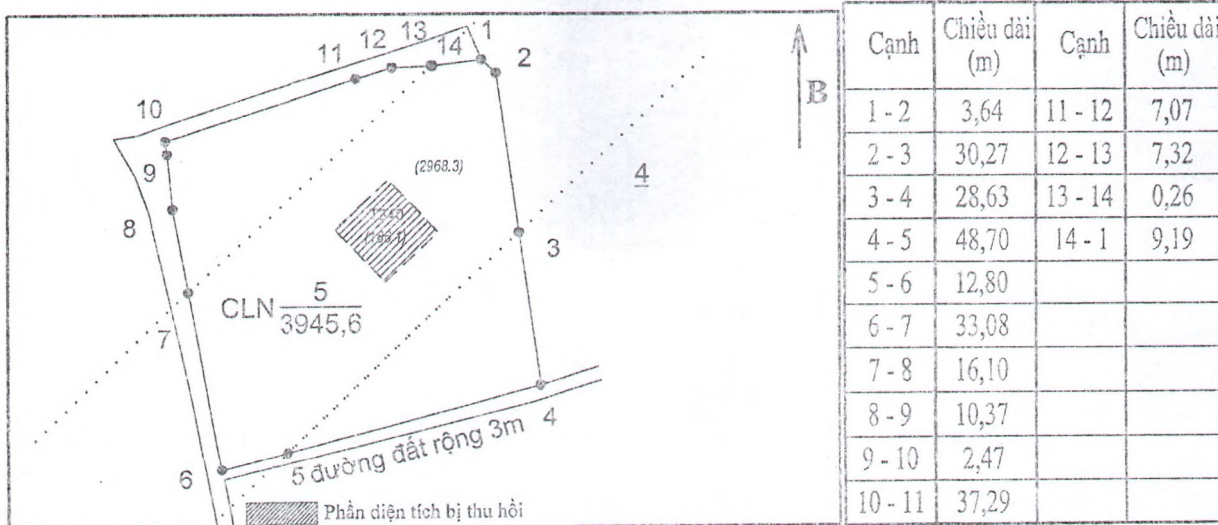 1
13
12
14
11
2
10
B
(2968.3)
9
4
8
3
CLN 5
3945,6
7
4
5 đường đất rộng 3m
6
Phần diện tích bị thu hồi
Cạnh Chiều dài (m) Cạnh Chiều dài (m)
1 - 2 3,64 11 - 12 7,07
2 - 3 30,27 12 - 13 7,32
3 - 4 28,63 13 - 14 0,26
4 - 5 48,70 14 - 1 9,19
5 - 6 12,80
6 - 7 33,08
7 - 8 16,10
8 - 9 10,37
9 - 10 2,47
10 - 11 37,29